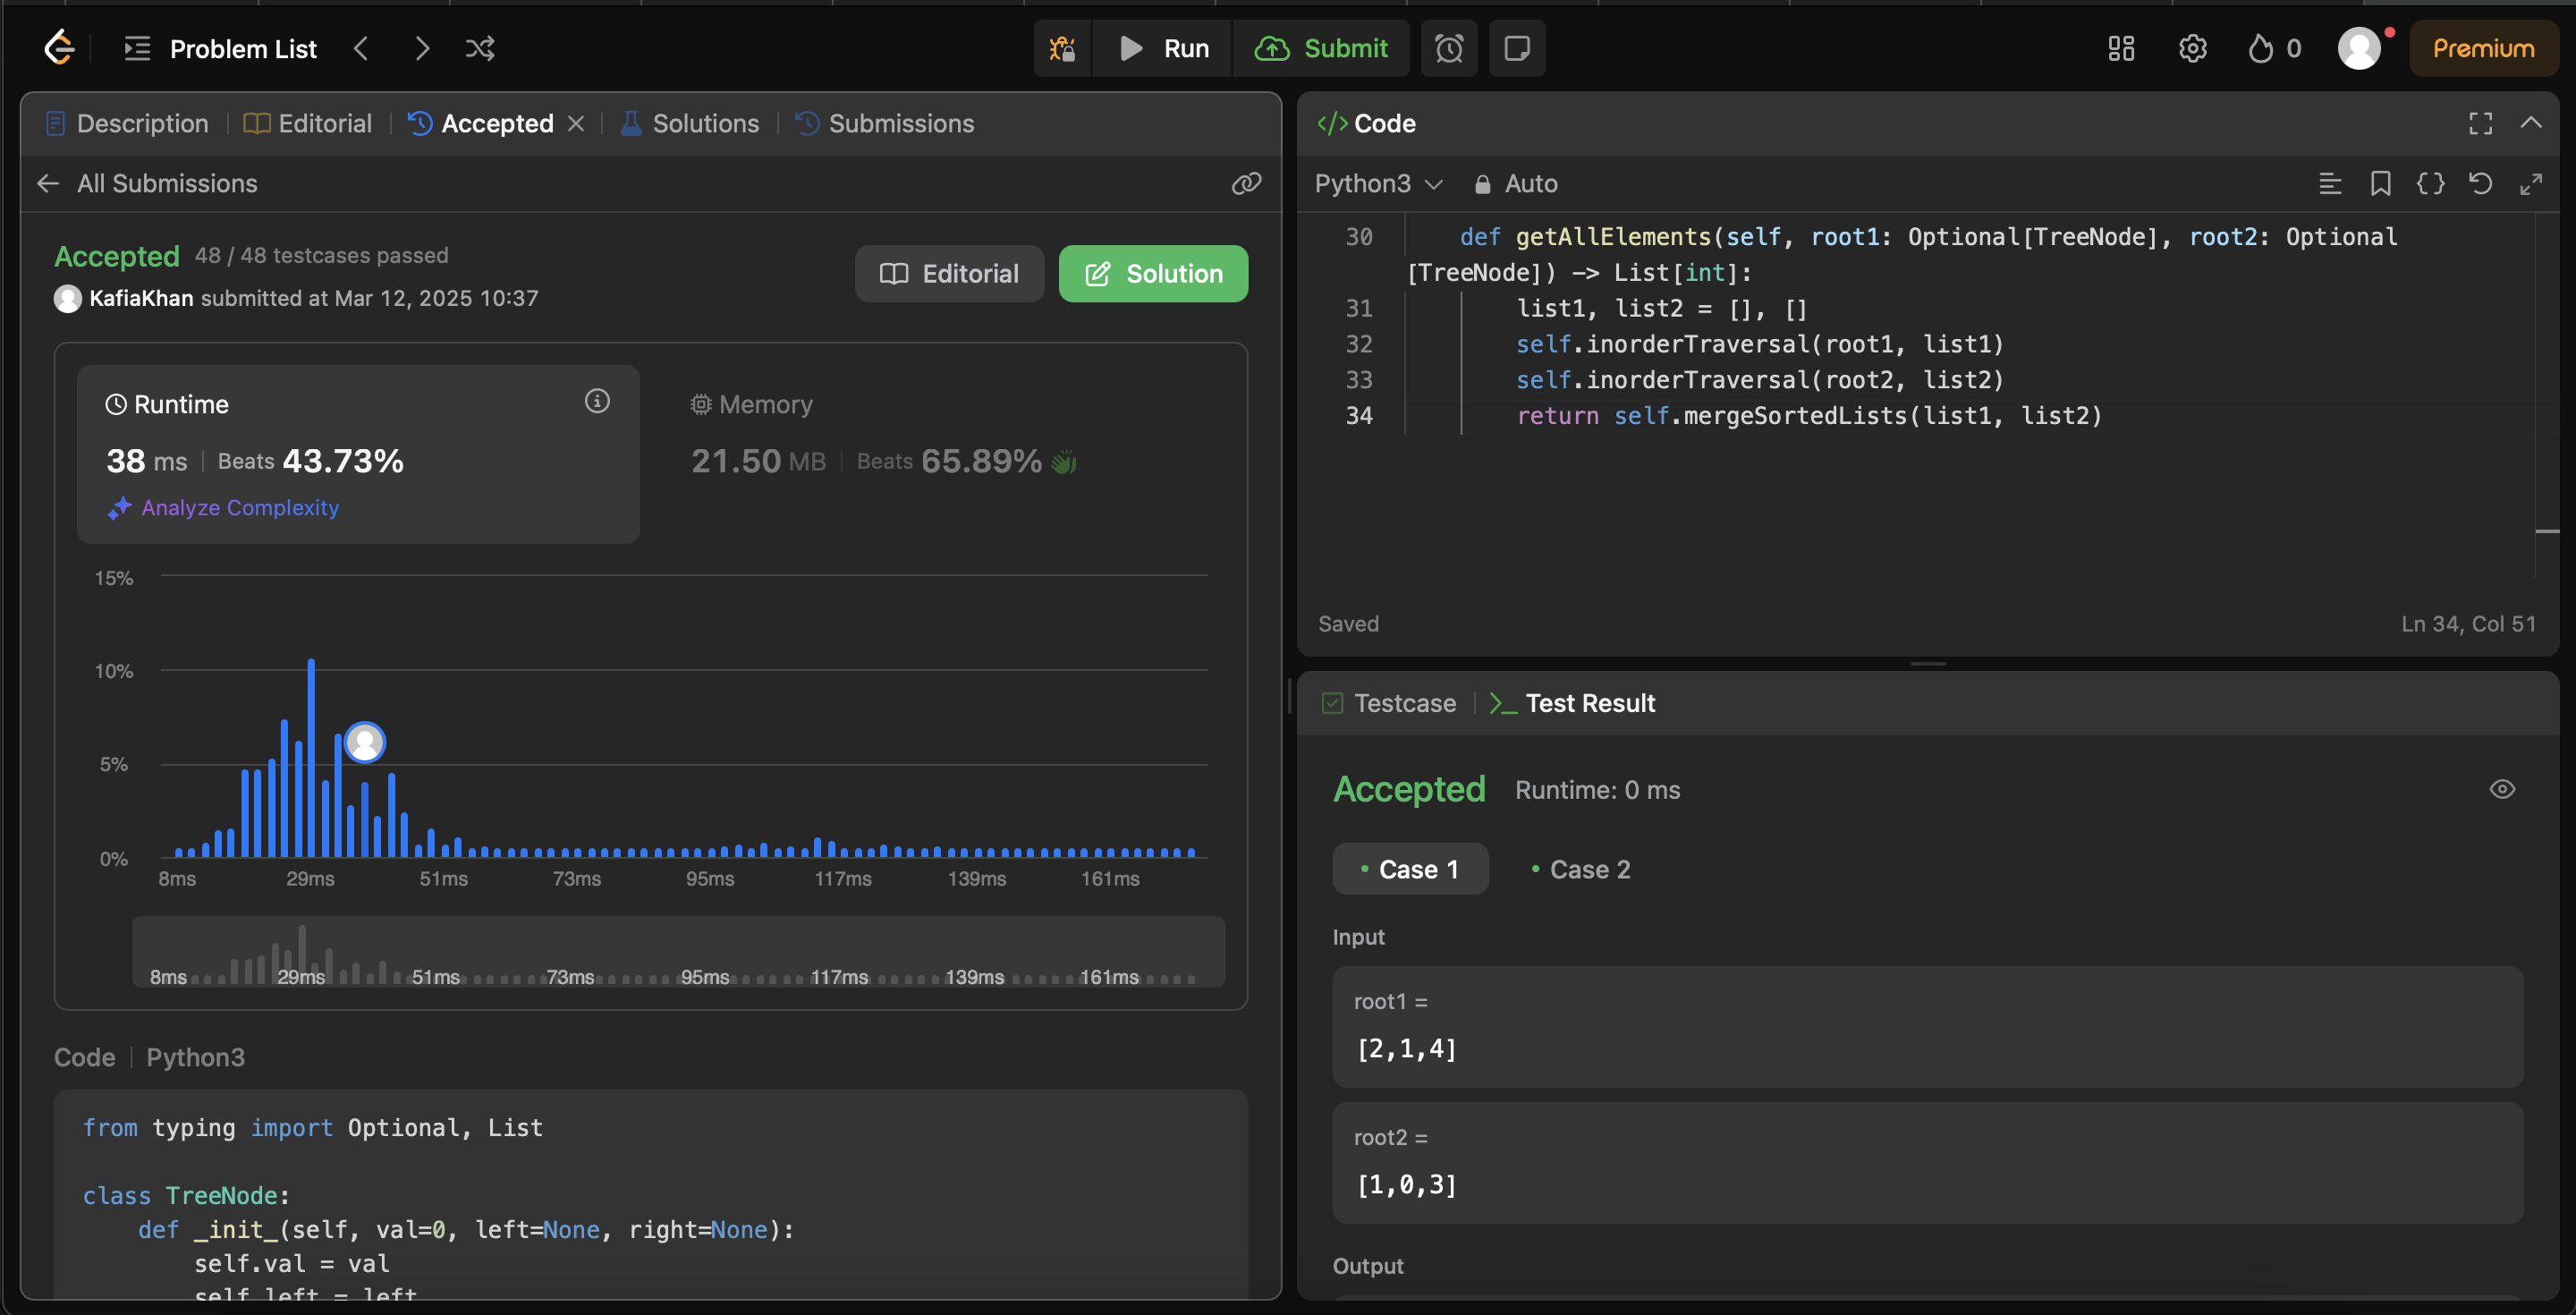 Problem List
Run
Submit
0
Premium
Description
Editorial
Accepted
Solutions
Submissions
All Submissions
Accepted 48 / 48 testcases passed
KafiaKhan submitted at Mar 12, 2025 10:37
Editorial
Solution
Runtime
38 ms | Beats 43.73%
Analyze Complexity
Memory
21.50 MB | Beats 65.89%
15%
10%
5%
0%
8ms 29ms 51ms 73ms 95ms 117ms 139ms 161ms
8ms 29ms 51ms 73ms 95ms 117ms 139ms 161ms
Code | Python3
from typing import Optional, List
class TreeNode:
def _init_(self, val=0, left=None, right=None):
self.val = val
self.left = left
</> Code
Python3
Auto
30 def getAllElements(self, root1: Optional[TreeNode], root2: Optional
[TreeNode]) -> List[int]:
31 list1, list2 = [], []
32 self.inorderTraversal(root1, list1)
33 self.inorderTraversal(root2, list2)
34 return self.mergeSortedLists(list1, list2)
Saved
Ln 34, Col 51
Testcase
>_ Test Result
Accepted Runtime: 0 ms
• Case 1
• Case 2
Input
root1 =
[2,1,4]
root2 =
[1,0,3]
Output